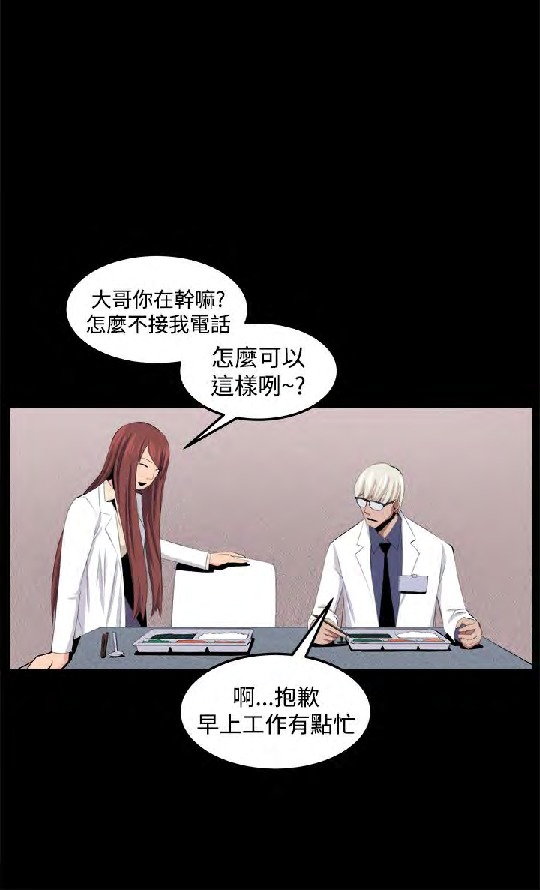 大哥你在幹嘛?
怎麼不接我電話
怎麼可以
這樣咧~?
啊...抱歉
早上工作有點忙